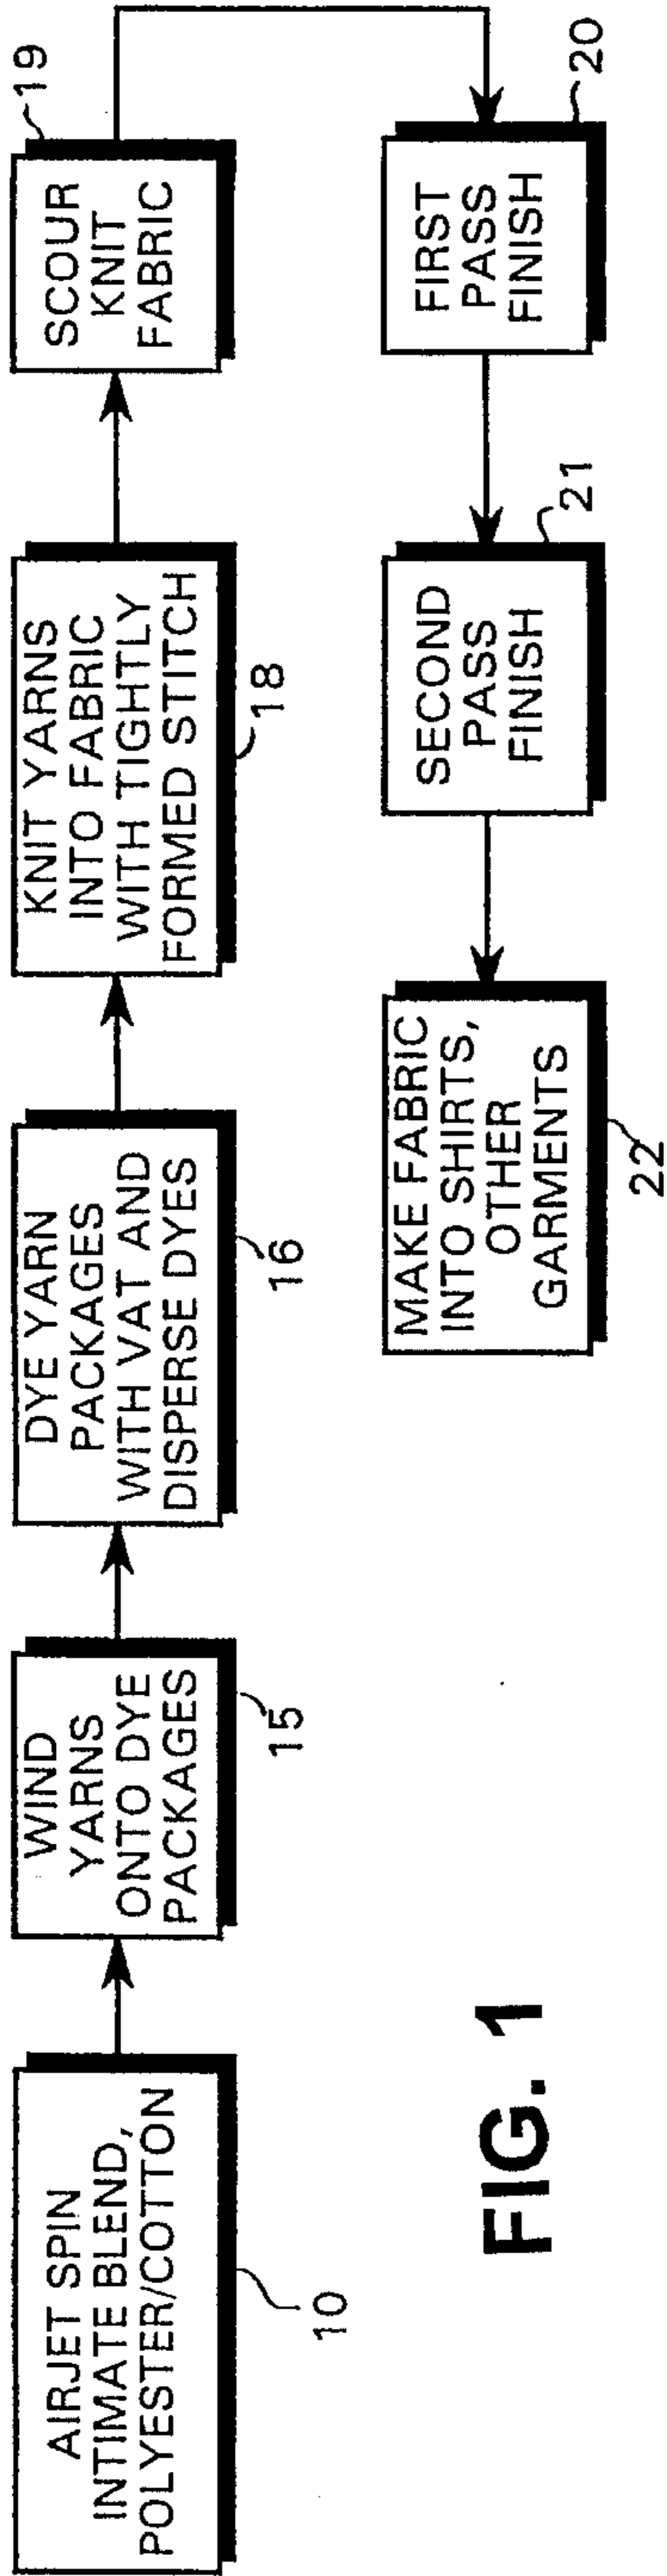 AIRJET SPIN
INTIMATE BLEND,
POLYESTER/COTTON
10
WIND
YARNS
ONTO DYE
PACKAGES
15
DYE YARN
PACKAGES
WITH VAT AND
DISPERSE DYES
16
KNIT YARNS
INTO FABRIC
WITH TIGHTLY
FORMED STITCH
18
SCOUR
KNIT
FABRIC
19
FIRST
PASS
FINISH
20
SECOND
PASS
FINISH
21
MAKE FABRIC
INTO SHIRTS,
OTHER
GARMENTS
22
FIG. 1